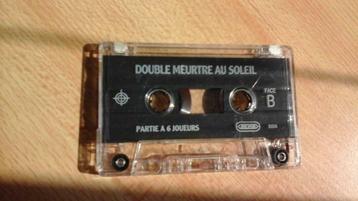 DOUBLE MEURTRE AU SOLEIL
FACE
B
PARTIE A 6 JOUEURS